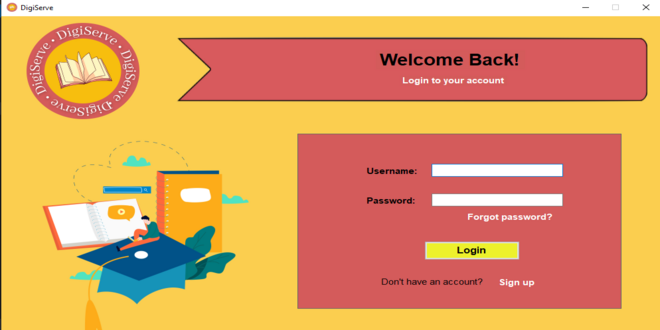 DigiServe
DigiServe • DigiServe • DigiServe • DigiServe •
Welcome Back!
Login to your account
Username:
Password:
Forgot password?
Login
Don't have an account? Sign up